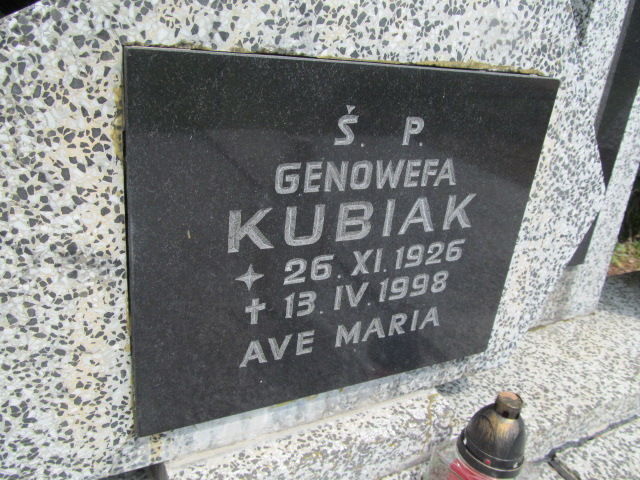 Ś. P.
GENOWEFA
KUBIAK
✦ 26. XI. 1926
✝ 13. IV. 1998
AVE MARIA